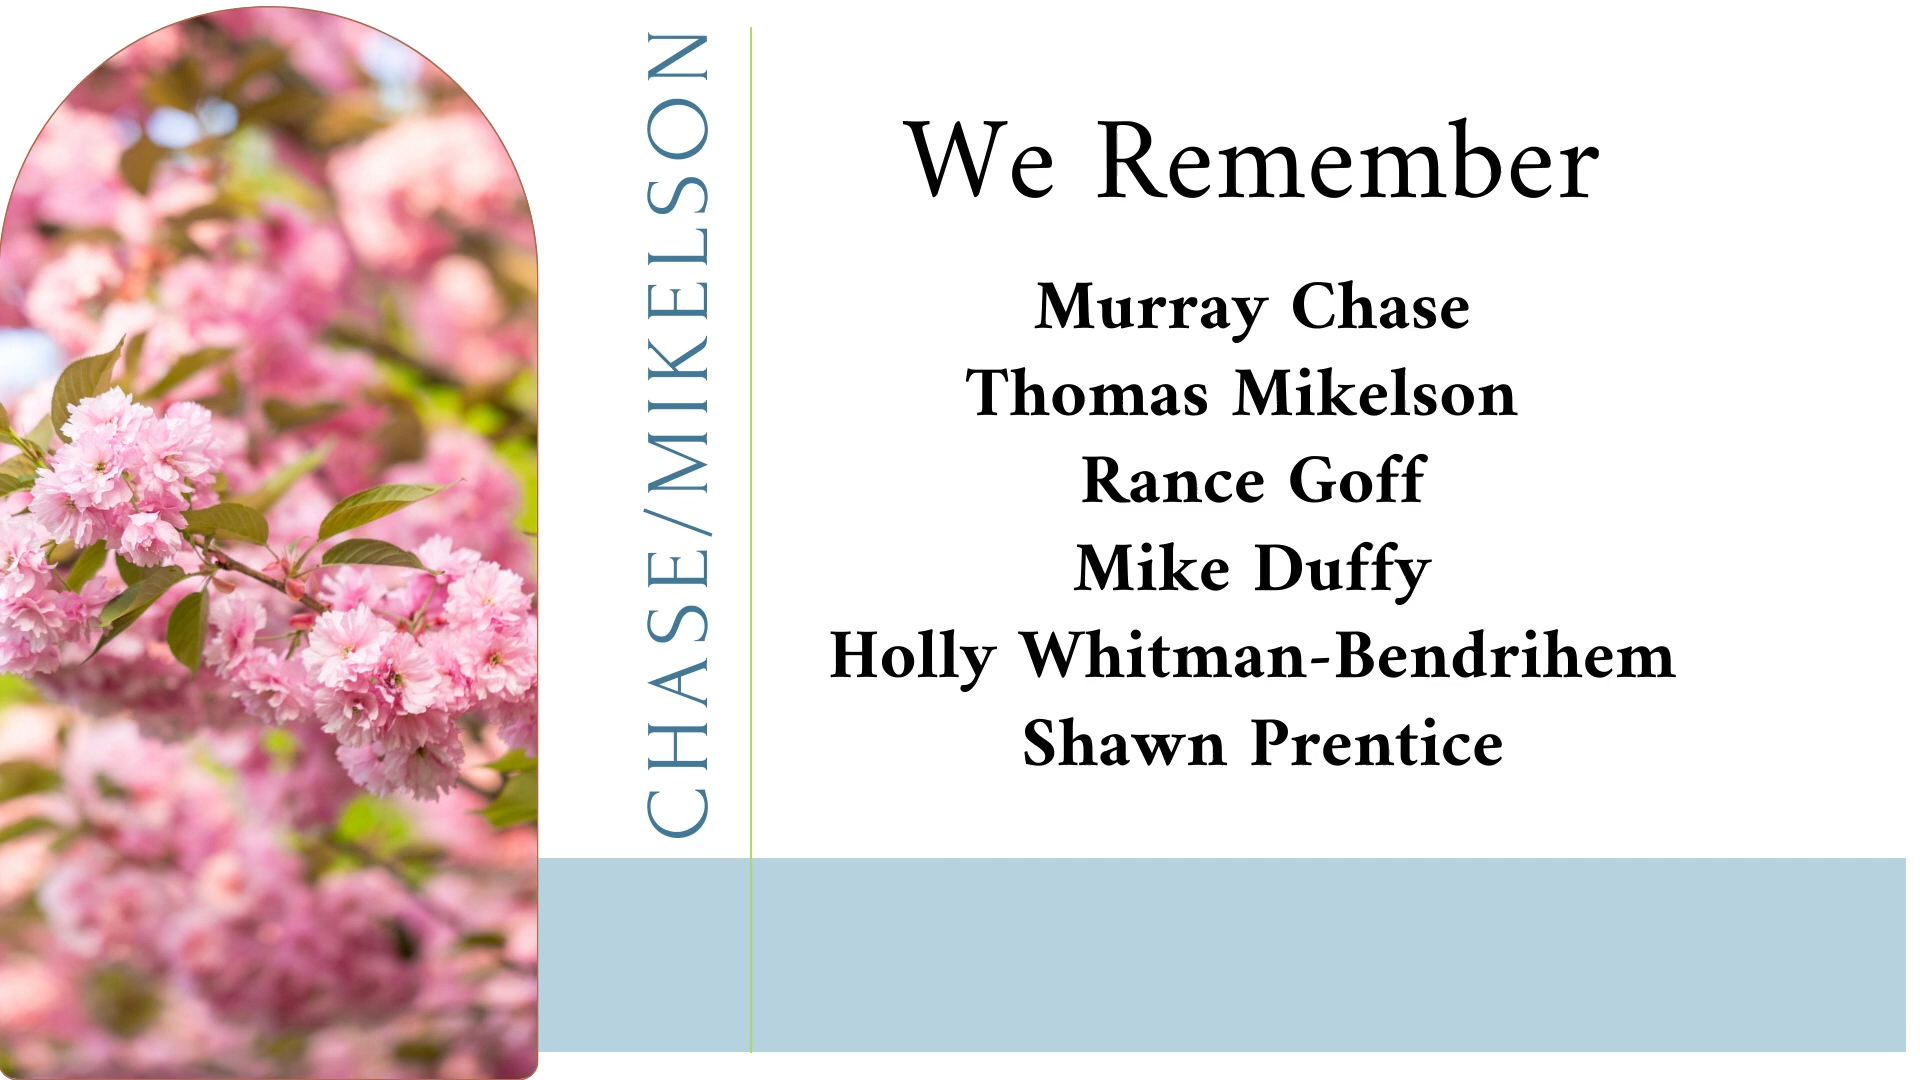 CHASE/MIKELSON
We Remember
Murray Chase
Thomas Mikelson
Rance Goff
Mike Duffy
Holly Whitman-Bendrihem
Shawn Prentice